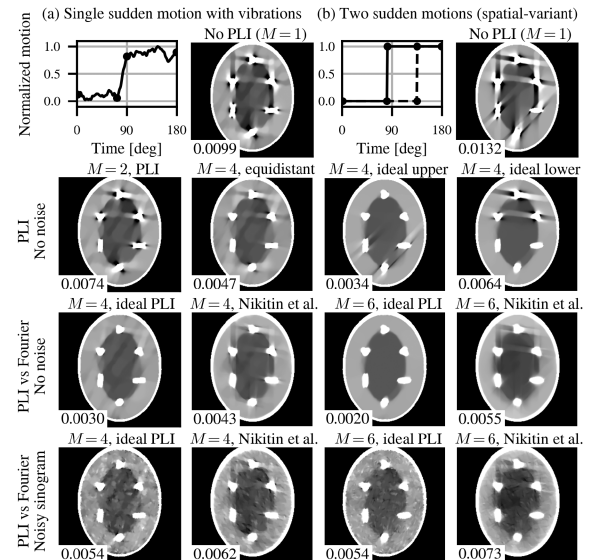 (a) Single sudden motion with vibrations (b) Two sudden motions (spatial-variant)
Normalized motion
1.0
0.5
0.0
0 90 180
Time [deg]
No PLI (M = 1)
0.0099
1.0
0.5
0.0
0 90 180
Time [deg]
No PLI (M = 1)
0.0132
PLI
No noise
M = 2, PLI
0.0074
M = 4, equidistant
0.0047
M = 4, ideal upper
0.0034
M = 4, ideal lower
0.0064
PLI vs Fourier
No noise
M = 4, ideal PLI
0.0030
M = 4, Nikitin et al.
0.0043
M = 6, ideal PLI
0.0020
M = 6, Nikitin et al.
0.0055
PLI vs Fourier
Noisy sinogram
M = 4, ideal PLI
0.0054
M = 4, Nikitin et al.
0.0062
M = 6, ideal PLI
0.0054
M = 6, Nikitin et al.
0.0073